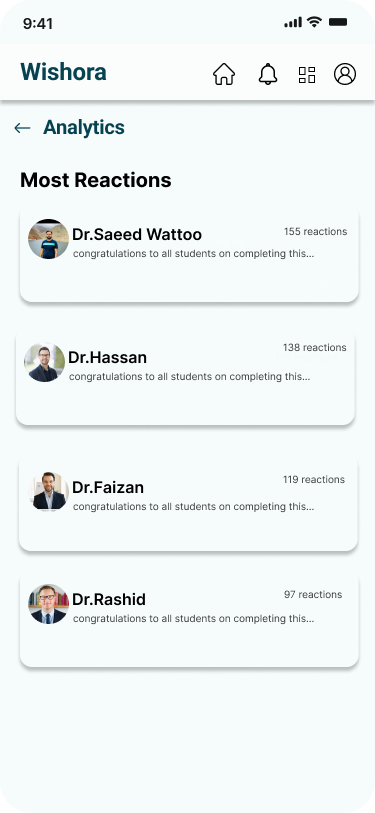 9:41
Wishora
Analytics
Most Reactions
Dr.Saeed Wattoo
155 reactions
congratulations to all students on completing this...
Dr.Hassan
138 reactions
congratulations to all students on completing this...
Dr.Faizan
119 reactions
congratulations to all students on completing this...
Dr.Rashid
97 reactions
congratulations to all students on completing this...